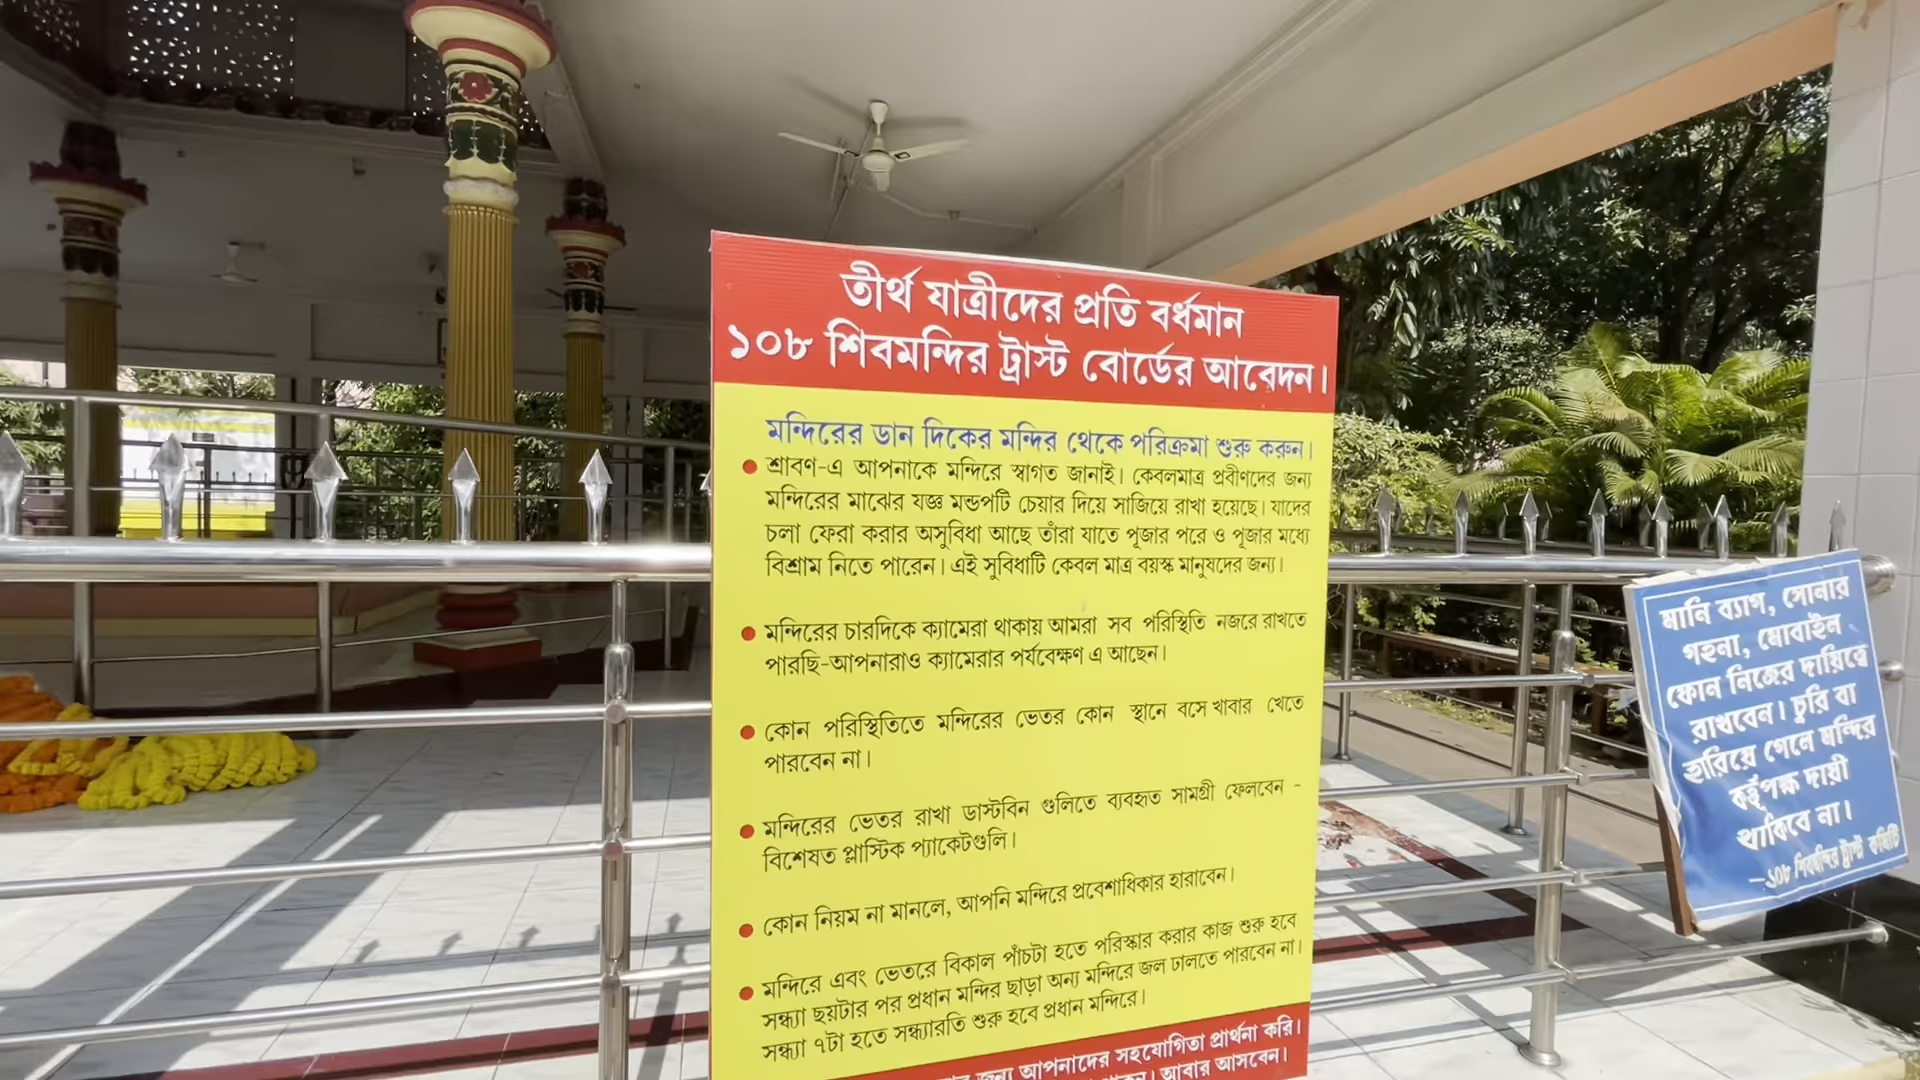 তীর্থ যাত্রীদের প্রতি বর্ধমান
১০৮ শিবমন্দির ট্রাস্ট বোর্ডের আবেদন।
মন্দিরের ডান দিকের মন্দির থেকে পরিক্রমা শুরু করুন।
শ্রাবণ-এ আপনাকে মন্দিরে স্বাগত জানাই। কেবলমাত্র প্রবীণদের জন্য
মন্দিরের মাঝের যজ্ঞ মন্ডপটি চেয়ার দিয়ে সাজিয়ে রাখা হয়েছে। যাদের
চলা ফেরা করার অসুবিধা আছে তাঁরা যাতে পূজার পরে ও পূজার মধ্যে
বিশ্রাম নিতে পারেন। এই সুবিধাটি কেবল মাত্র বয়স্ক মানুষদের জন্য।
মন্দিরের চারদিকে ক্যামেরা থাকায় আমরা সব পরিস্থিতি নজরে রাখতে
পারছি-আপনারাও ক্যামেরার পর্যবেক্ষণ এ আছেন।
কোন পরিস্থিতিতে মন্দিরের ভেতর কোন স্থানে বসে খাবার খেতে
পারবেন না।
মন্দিরের ভেতর রাখা ডাস্টবিন গুলিতে ব্যবহৃত সামগ্রী ফেলবেন -
বিশেষত প্লাস্টিক প্যাকেটগুলি।
কোন নিয়ম না মানলে, আপনি মন্দিরে প্রবেশাধিকার হারাবেন।
মন্দিরে এবং ভেতরে বিকাল পাঁচটা হতে পরিস্কার করার কাজ শুরু হবে
সন্ধ্যা ছয়টার পর প্রধান মন্দির ছাড়া অন্য মন্দিরে জল ঢালতে পারবেন না।
সন্ধ্যা ৭টা হতে সন্ধ্যারতি শুরু হবে প্রধান মন্দিরে।
জন্য আপনাদের সহযোগিতা প্রার্থনা করি।
আবার আসবেন।
মানি ব্যাগ, সোনার
গহনা, মোবাইল
ফোন নিজের দায়িত্বে
রাখবেন। চুরি বা
হারিয়ে গেলে মন্দির
কর্তৃপক্ষ দায়ী
থাকিবে না।
—১০৮ শিবমন্দির ট্রাস্ট কমিটি